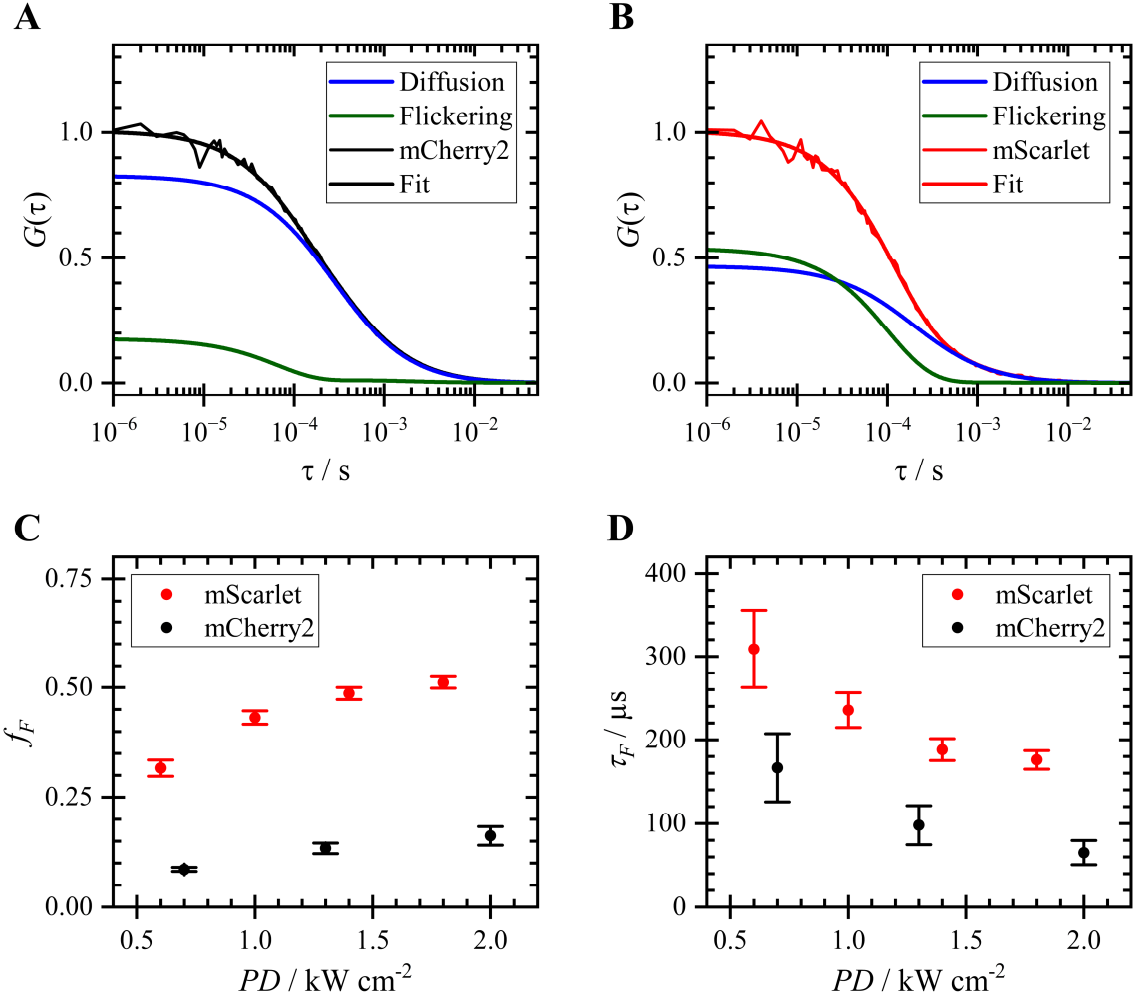 A
Diffusion
Flickering
mCherry2
Fit
G(τ)
1.0
0.5
0.0
10⁻⁶ 10⁻⁵ 10⁻⁴ 10⁻³ 10⁻²
τ / s
B
Diffusion
Flickering
mScarlet
Fit
G(τ)
1.0
0.5
0.0
10⁻⁶ 10⁻⁵ 10⁻⁴ 10⁻³ 10⁻²
τ / s
C
mScarlet
mCherry2
f_F
0.75
0.50
0.25
0.00
0.5 1.0 1.5 2.0
PD / kW cm⁻²
D
mScarlet
mCherry2
τ_F / µs
400
300
200
100
0
0.5 1.0 1.5 2.0
PD / kW cm⁻²